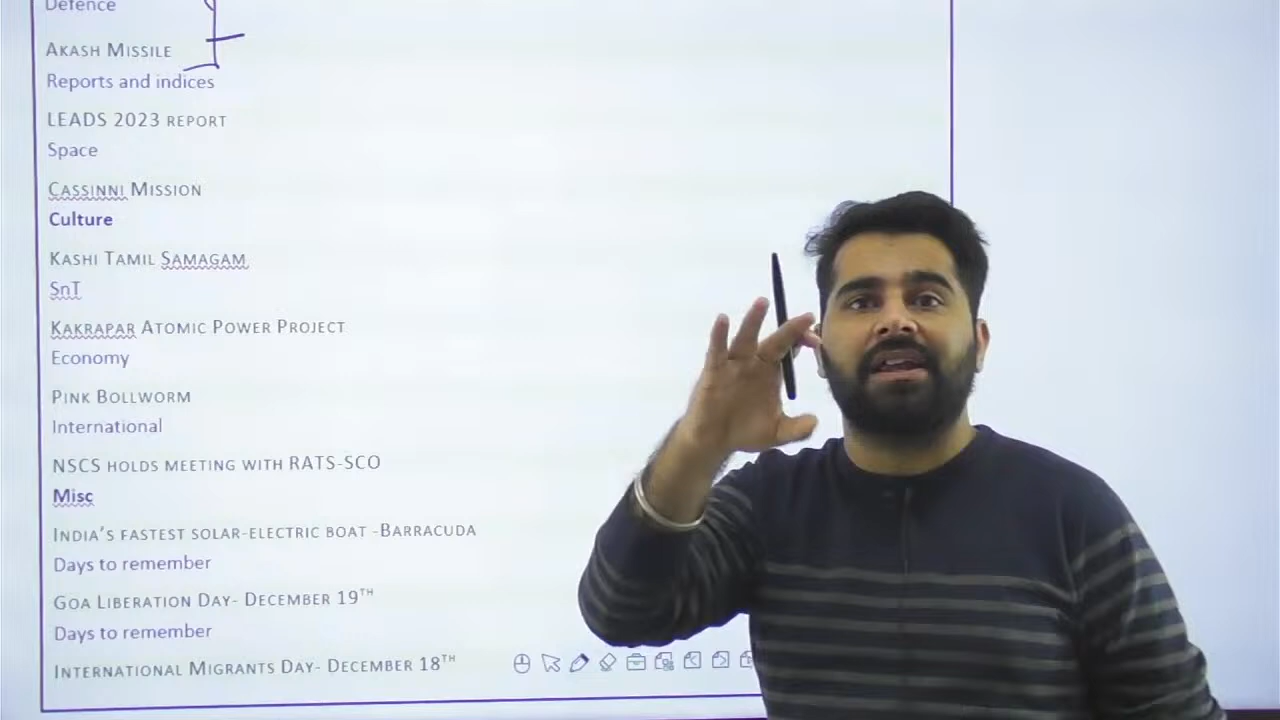 Defence
AKASH MISSILE
Reports and indices
LEADS 2023 REPORT
Space
CASSINNI MISSION
Culture
KASHI TAMIL SAMAGAM
SnT
KAKRAPAR ATOMIC POWER PROJECT
Economy
PINK BOLLWORM
International
NSCS HOLDS MEETING WITH RATS-SCO
Misc
INDIA'S FASTEST SOLAR-ELECTRIC BOAT -BARRACUDA
Days to remember
GOA LIBERATION DAY- DECEMBER 19TH
Days to remember
INTERNATIONAL MIGRANTS DAY- DECEMBER 18TH